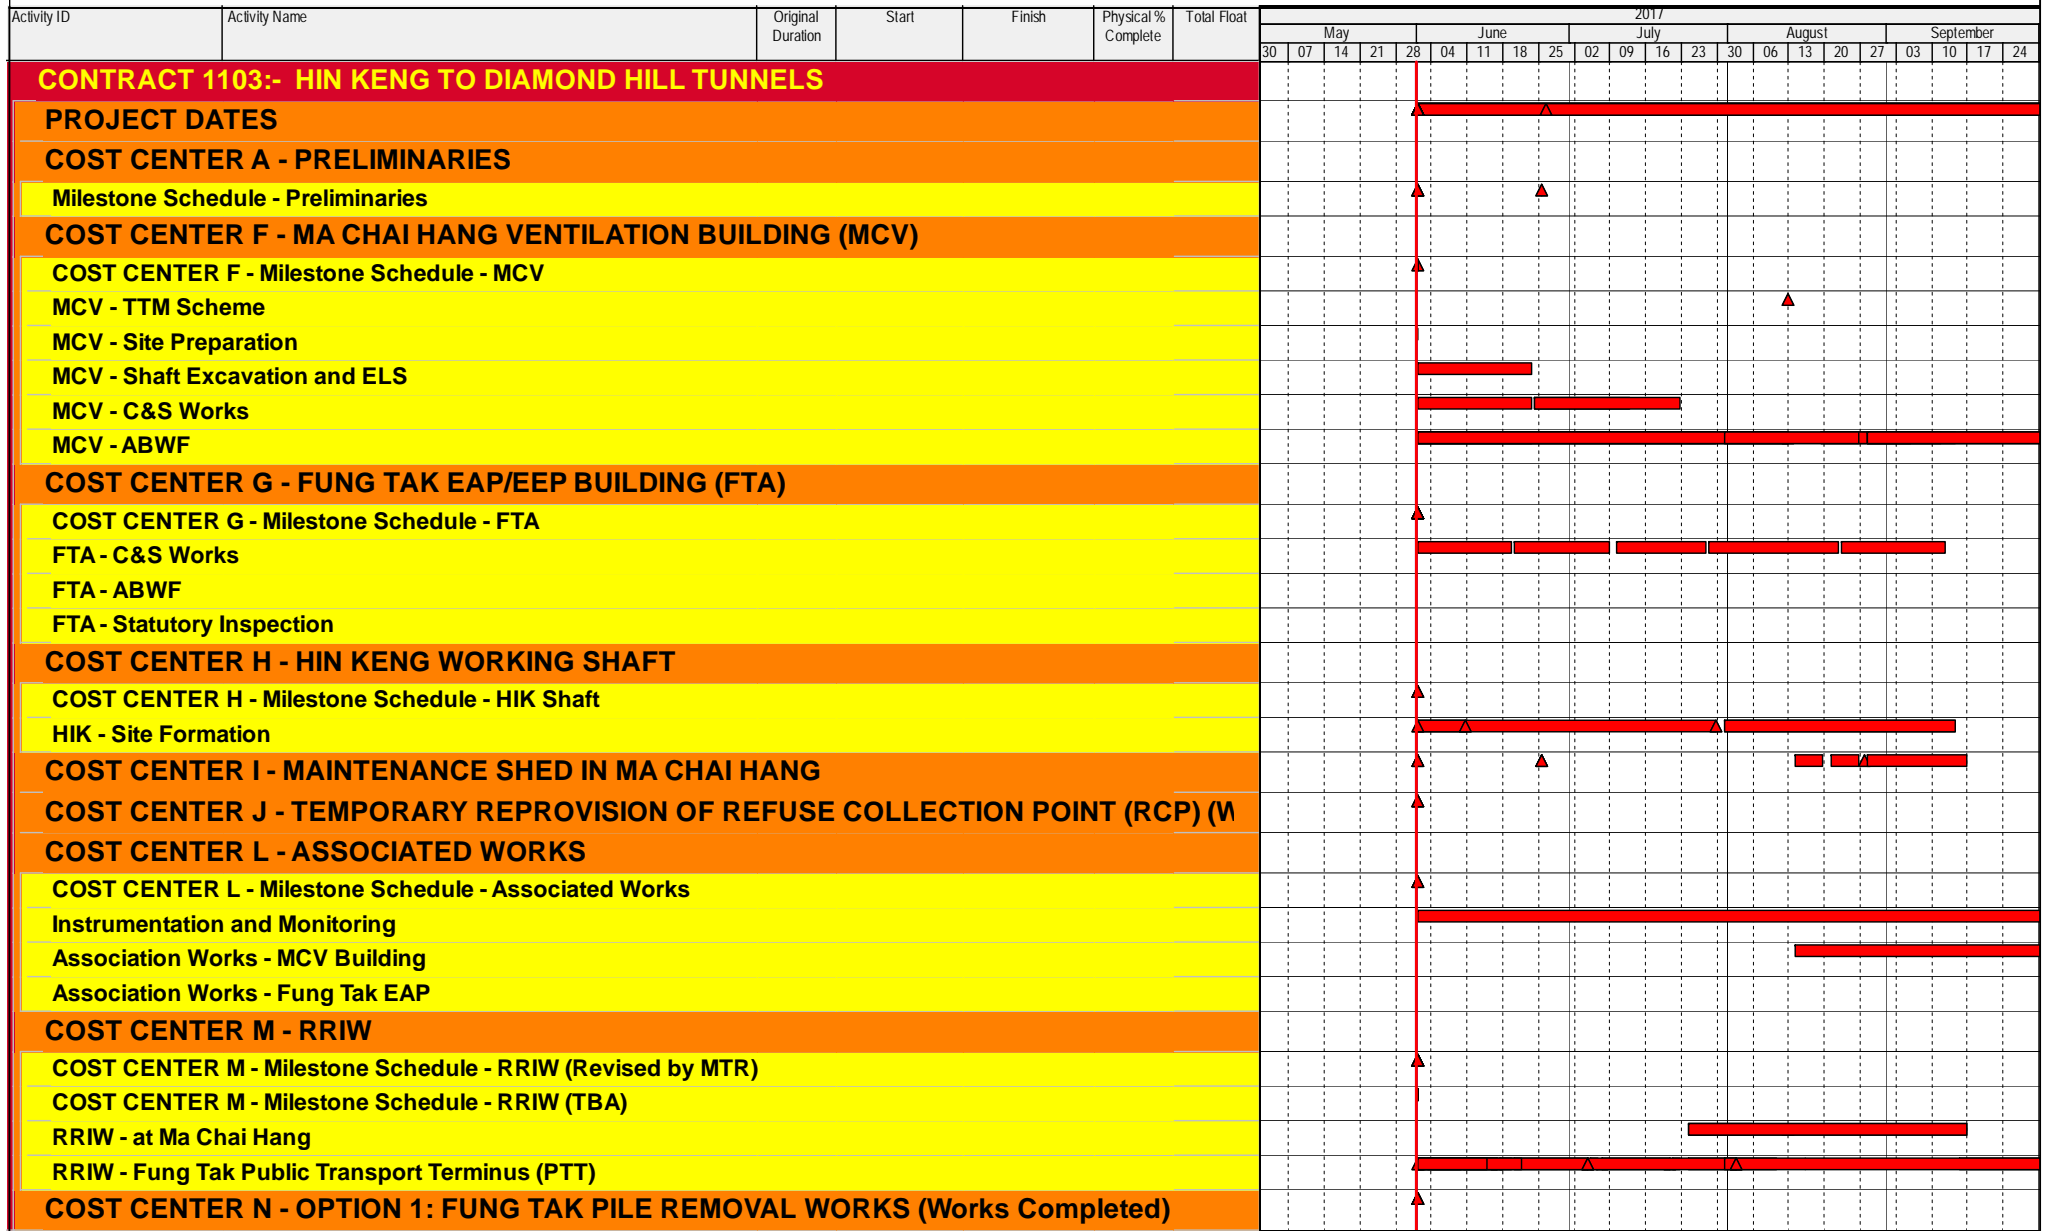 Activity ID Activity Name Original Duration Start Finish Physical % Complete Total Float
2017
May June July August September
30 07 14 21 28 04 11 18 25 02 09 16 23 30 06 13 20 27 03 10 17 24
CONTRACT 1103:- HIN KENG TO DIAMOND HILL TUNNELS
PROJECT DATES
COST CENTER A - PRELIMINARIES
Milestone Schedule - Preliminaries
COST CENTER F - MA CHAI HANG VENTILATION BUILDING (MCV)
COST CENTER F - Milestone Schedule - MCV
MCV - TTM Scheme
MCV - Site Preparation
MCV - Shaft Excavation and ELS
MCV - C&S Works
MCV - ABWF
COST CENTER G - FUNG TAK EAP/EEP BUILDING (FTA)
COST CENTER G - Milestone Schedule - FTA
FTA - C&S Works
FTA - ABWF
FTA - Statutory Inspection
COST CENTER H - HIN KENG WORKING SHAFT
COST CENTER H - Milestone Schedule - HIK Shaft
HIK - Site Formation
COST CENTER I - MAINTENANCE SHED IN MA CHAI HANG
COST CENTER J - TEMPORARY REPROVISION OF REFUSE COLLECTION POINT (RCP)
COST CENTER L - ASSOCIATED WORKS
COST CENTER L - Milestone Schedule - Associated Works
Instrumentation and Monitoring
Association Works - MCV Building
Association Works - Fung Tak EAP
COST CENTER M - RRIW
COST CENTER M - Milestone Schedule - RRIW (Revised by MTR)
COST CENTER M - Milestone Schedule - RRIW (TBA)
RRIW - at Ma Chai Hang
RRIW - Fung Tak Public Transport Terminus (PTT)
COST CENTER N - OPTION 1: FUNG TAK PILE REMOVAL WORKS (Works Completed)